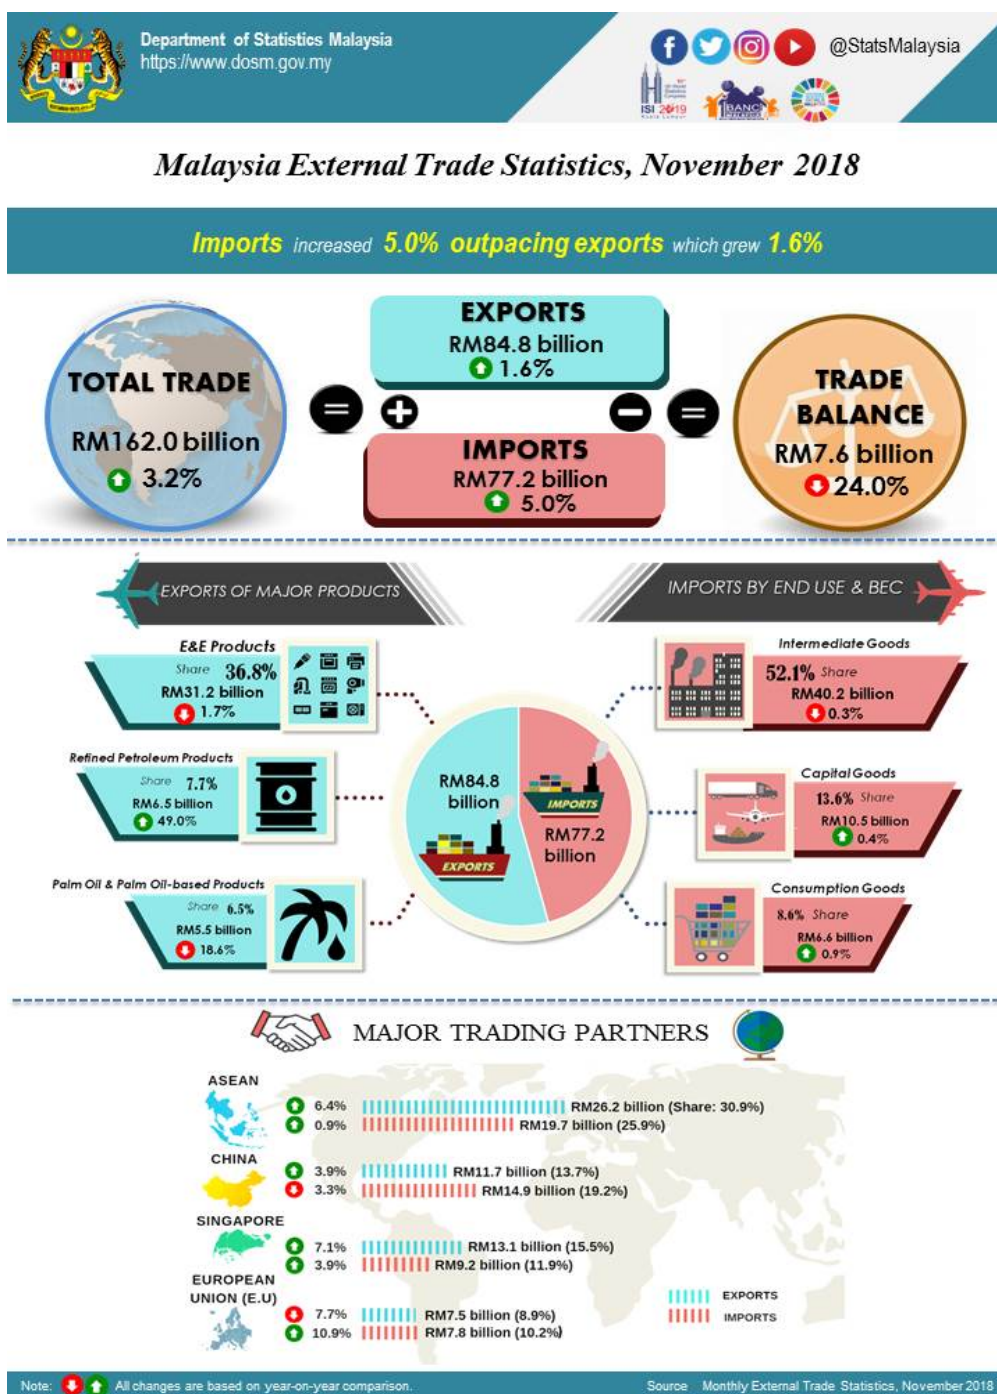 Department of Statistics Malaysia
https://www.dosm.gov.my
@StatsMalaysia
ISI 2019
BANCI
Malaysia External Trade Statistics, November 2018
Imports increased 5.0% outpacing exports which grew 1.6%
TOTAL TRADE
RM162.0 billion
3.2%
=
EXPORTS
RM84.8 billion
1.6%
+
−
IMPORTS
RM77.2 billion
5.0%
=
TRADE
BALANCE
RM7.6 billion
24.0%
EXPORTS OF MAJOR PRODUCTS
IMPORTS BY END USE & BEC
E&E Products
Share 36.8%
RM31.2 billion
1.7%
Refined Petroleum Products
Share 7.7%
RM6.5 billion
49.0%
Palm Oil & Palm Oil-based Products
Share 6.5%
RM5.5 billion
18.6%
RM84.8
billion
EXPORTS
IMPORTS
RM77.2
billion
Intermediate Goods
52.1% Share
RM40.2 billion
0.3%
Capital Goods
13.6% Share
RM10.5 billion
0.4%
Consumption Goods
8.6% Share
RM6.6 billion
0.9%
MAJOR TRADING PARTNERS
ASEAN
6.4% RM26.2 billion (Share: 30.9%)
0.9% RM19.7 billion (25.9%)
CHINA
3.9% RM11.7 billion (13.7%)
3.3% RM14.9 billion (19.2%)
SINGAPORE
7.1% RM13.1 billion (15.5%)
3.9% RM9.2 billion (11.9%)
EUROPEAN
UNION (E.U)
7.7% RM7.5 billion (8.9%)
10.9% RM7.8 billion (10.2%)
EXPORTS
IMPORTS
Note: All changes are based on year-on-year comparison.
Source Monthly External Trade Statistics, November 2018